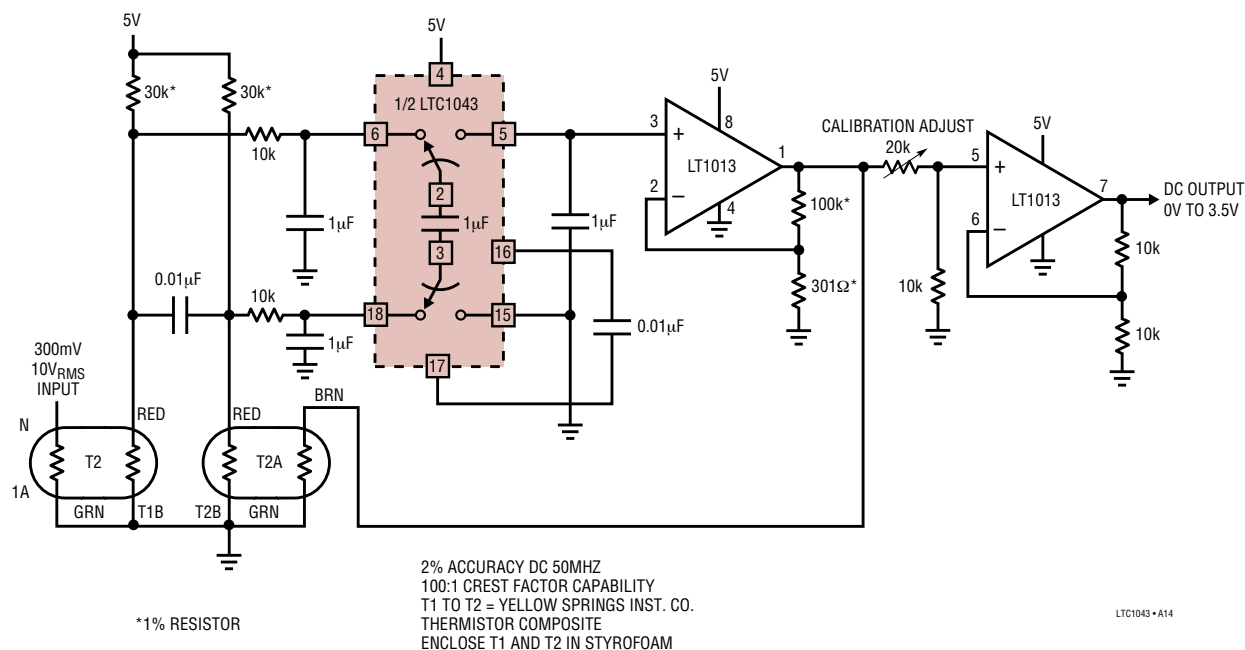 5V
30k*
30k*
10k
1µF
0.01µF
10k
1µF
300mV
10VRMS
INPUT
N
1A
T2
RED
GRN
T1B
RED
T2A
BRN
T2B
GRN
5V
4
1/2 LTC1043
6
5
2
1µF
3
16
18
15
17
1µF
0.01µF
5V
3
+
8
LT1013
1
2
–
4
100k*
301Ω*
CALIBRATION ADJUST
20k
10k
5V
5
+
LT1013
7
6
–
DC OUTPUT
0V TO 3.5V
10k
10k
2% ACCURACY DC 50MHZ
100:1 CREST FACTOR CAPABILITY
T1 TO T2 = YELLOW SPRINGS INST. CO.
THERMISTOR COMPOSITE
ENCLOSE T1 AND T2 IN STYROFOAM
*1% RESISTOR
LTC1043 • A14